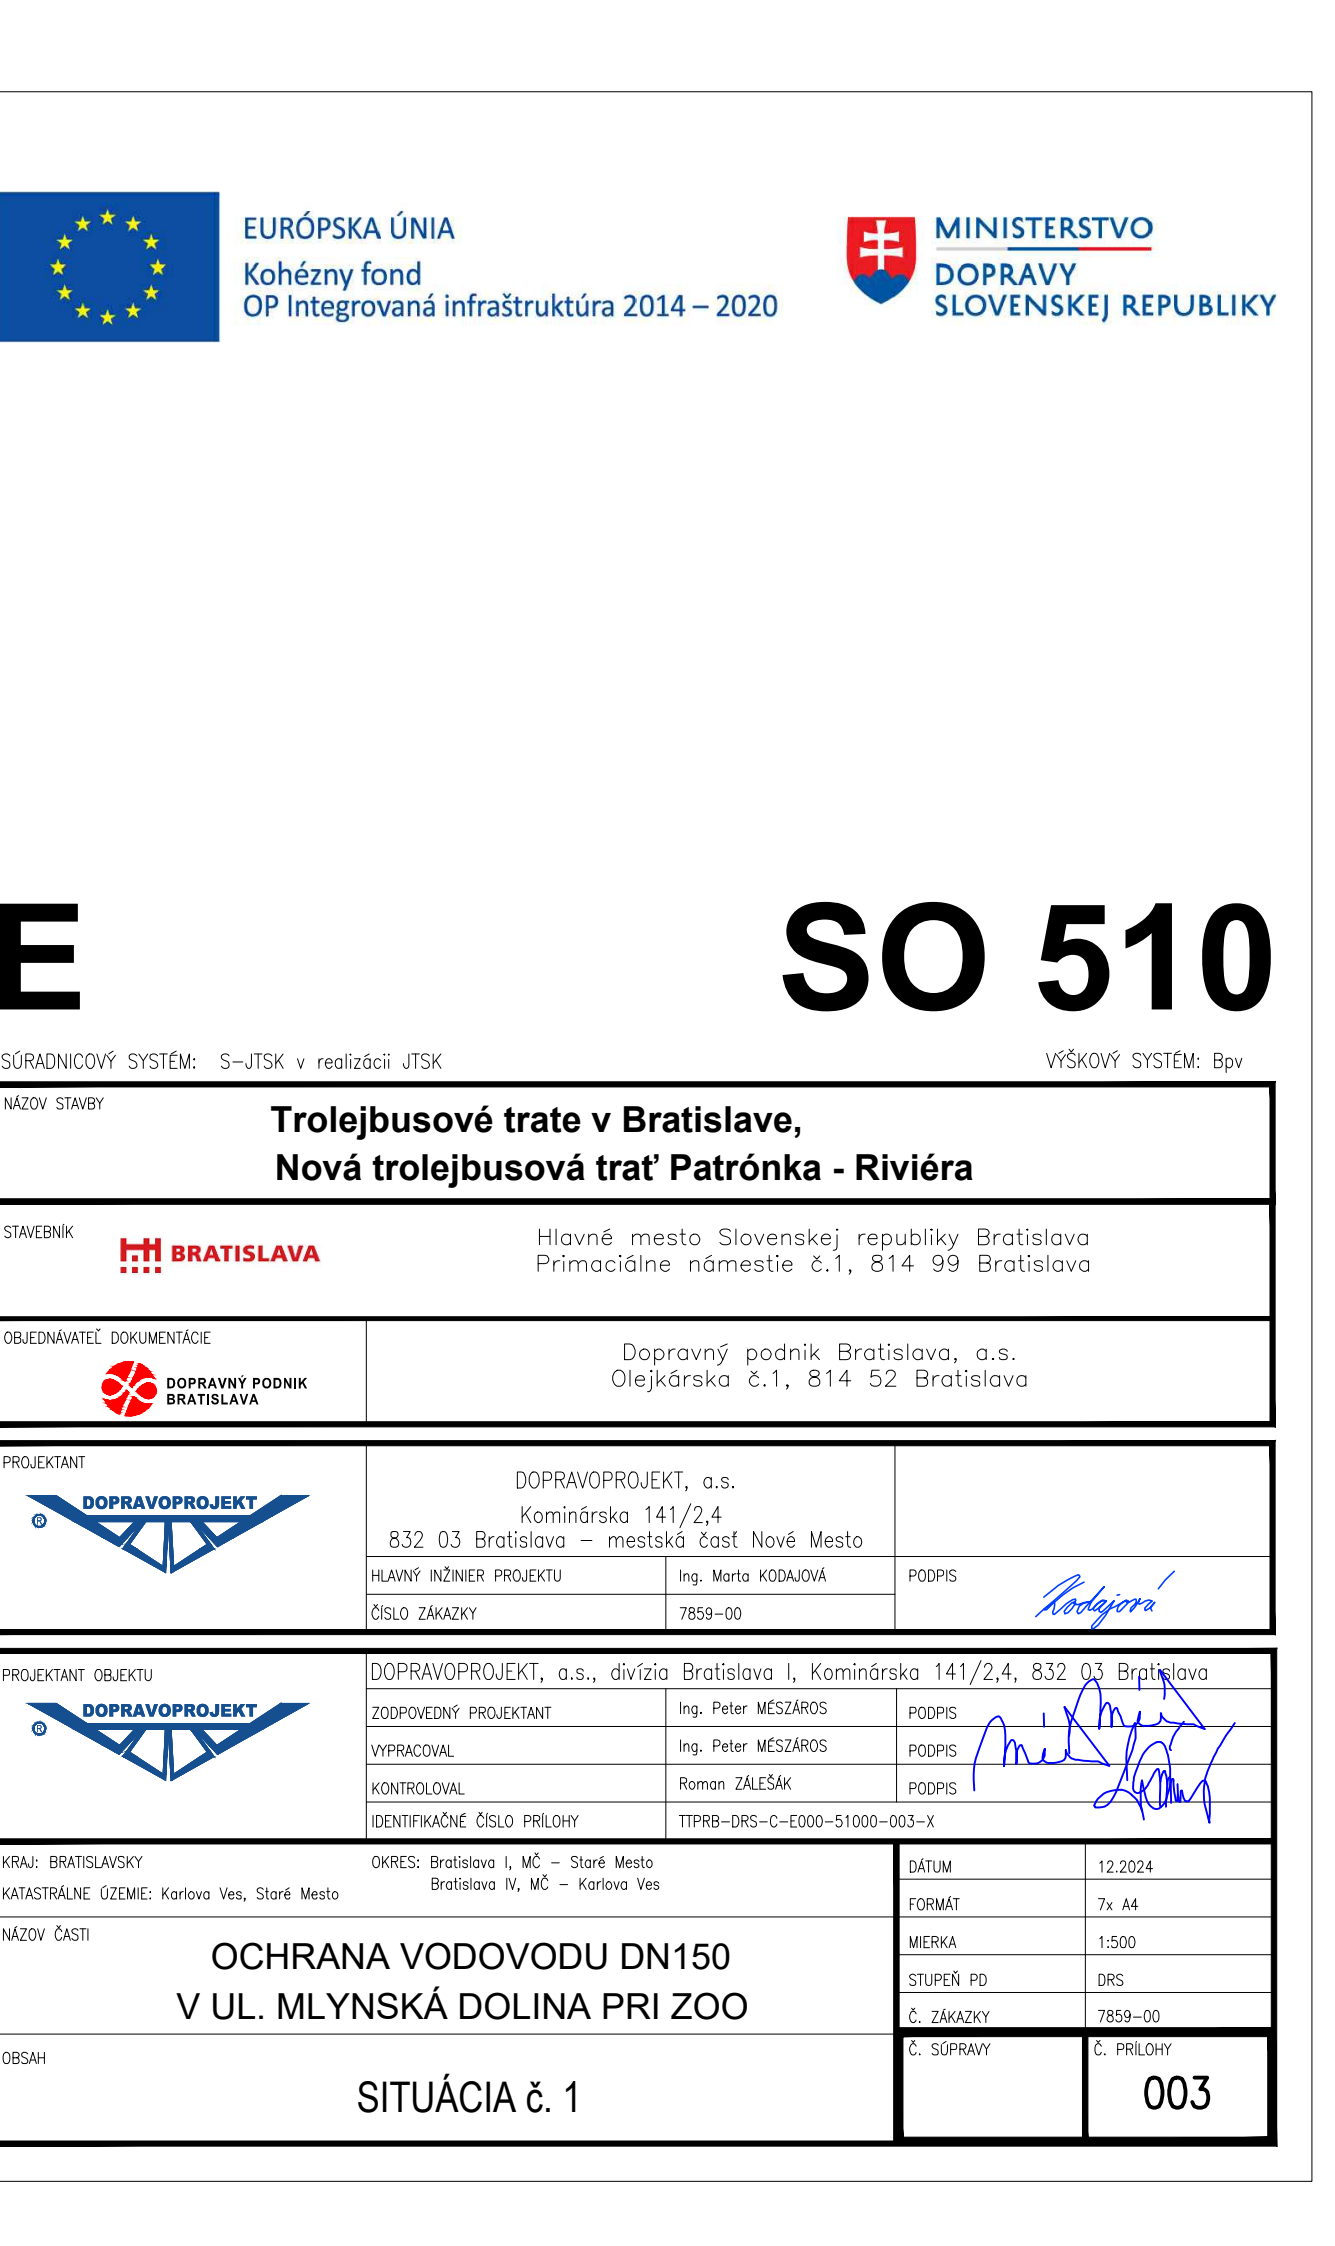 EURÓPSKA ÚNIA
Kohézny fond
OP Integrovaná infraštruktúra 2014 – 2020
MINISTERSTVO
DOPRAVY
SLOVENSKEJ REPUBLIKY
E SO 510
SÚRADNICOVÝ SYSTÉM: S-JTSK v realizácii JTSK VÝŠKOVÝ SYSTÉM: Bpv
NÁZOV STAVBY
Trolejbusové trate v Bratislave,
Nová trolejbusová trať Patrónka - Riviéra
STAVEBNÍK
BRATISLAVA
Hlavné mesto Slovenskej republiky Bratislava
Primaciálne námestie č.1, 814 99 Bratislava
OBJEDNÁVATEĽ DOKUMENTÁCIE
DOPRAVNÝ PODNIK
BRATISLAVA
Dopravný podnik Bratislava, a.s.
Olejkárska č.1, 814 52 Bratislava
PROJEKTANT
DOPRAVOPROJEKT
®
DOPRAVOPROJEKT, a.s.
Kominárska 141/2,4
832 03 Bratislava – mestská časť Nové Mesto
HLAVNÝ INŽINIER PROJEKTU Ing. Marta KODAJOVÁ PODPIS Kodajová
ČÍSLO ZÁKAZKY 7859-00
PROJEKTANT OBJEKTU
DOPRAVOPROJEKT
®
DOPRAVOPROJEKT, a.s., divízia Bratislava I, Kominárska 141/2,4, 832 03 Bratislava
ZODPOVEDNÝ PROJEKTANT Ing. Peter MÉSZÁROS PODPIS
VYPRACOVAL Ing. Peter MÉSZÁROS PODPIS
KONTROLOVAL Roman ZÁLEŠÁK PODPIS
IDENTIFIKAČNÉ ČÍSLO PRÍLOHY TTPRB-DRS-C-E000-51000-003-X
KRAJ: BRATISLAVSKY
KATASTRÁLNE ÚZEMIE: Karlova Ves, Staré Mesto
OKRES: Bratislava I, MČ – Staré Mesto
Bratislava IV, MČ – Karlova Ves
DÁTUM 12.2024
FORMÁT 7x A4
MIERKA 1:500
STUPEŇ PD DRS
Č. ZÁKAZKY 7859-00
NÁZOV ČASTI
OCHRANA VODOVODU DN150
V UL. MLYNSKÁ DOLINA PRI ZOO
OBSAH
SITUÁCIA č. 1
Č. SÚPRAVY
Č. PRÍLOHY
003